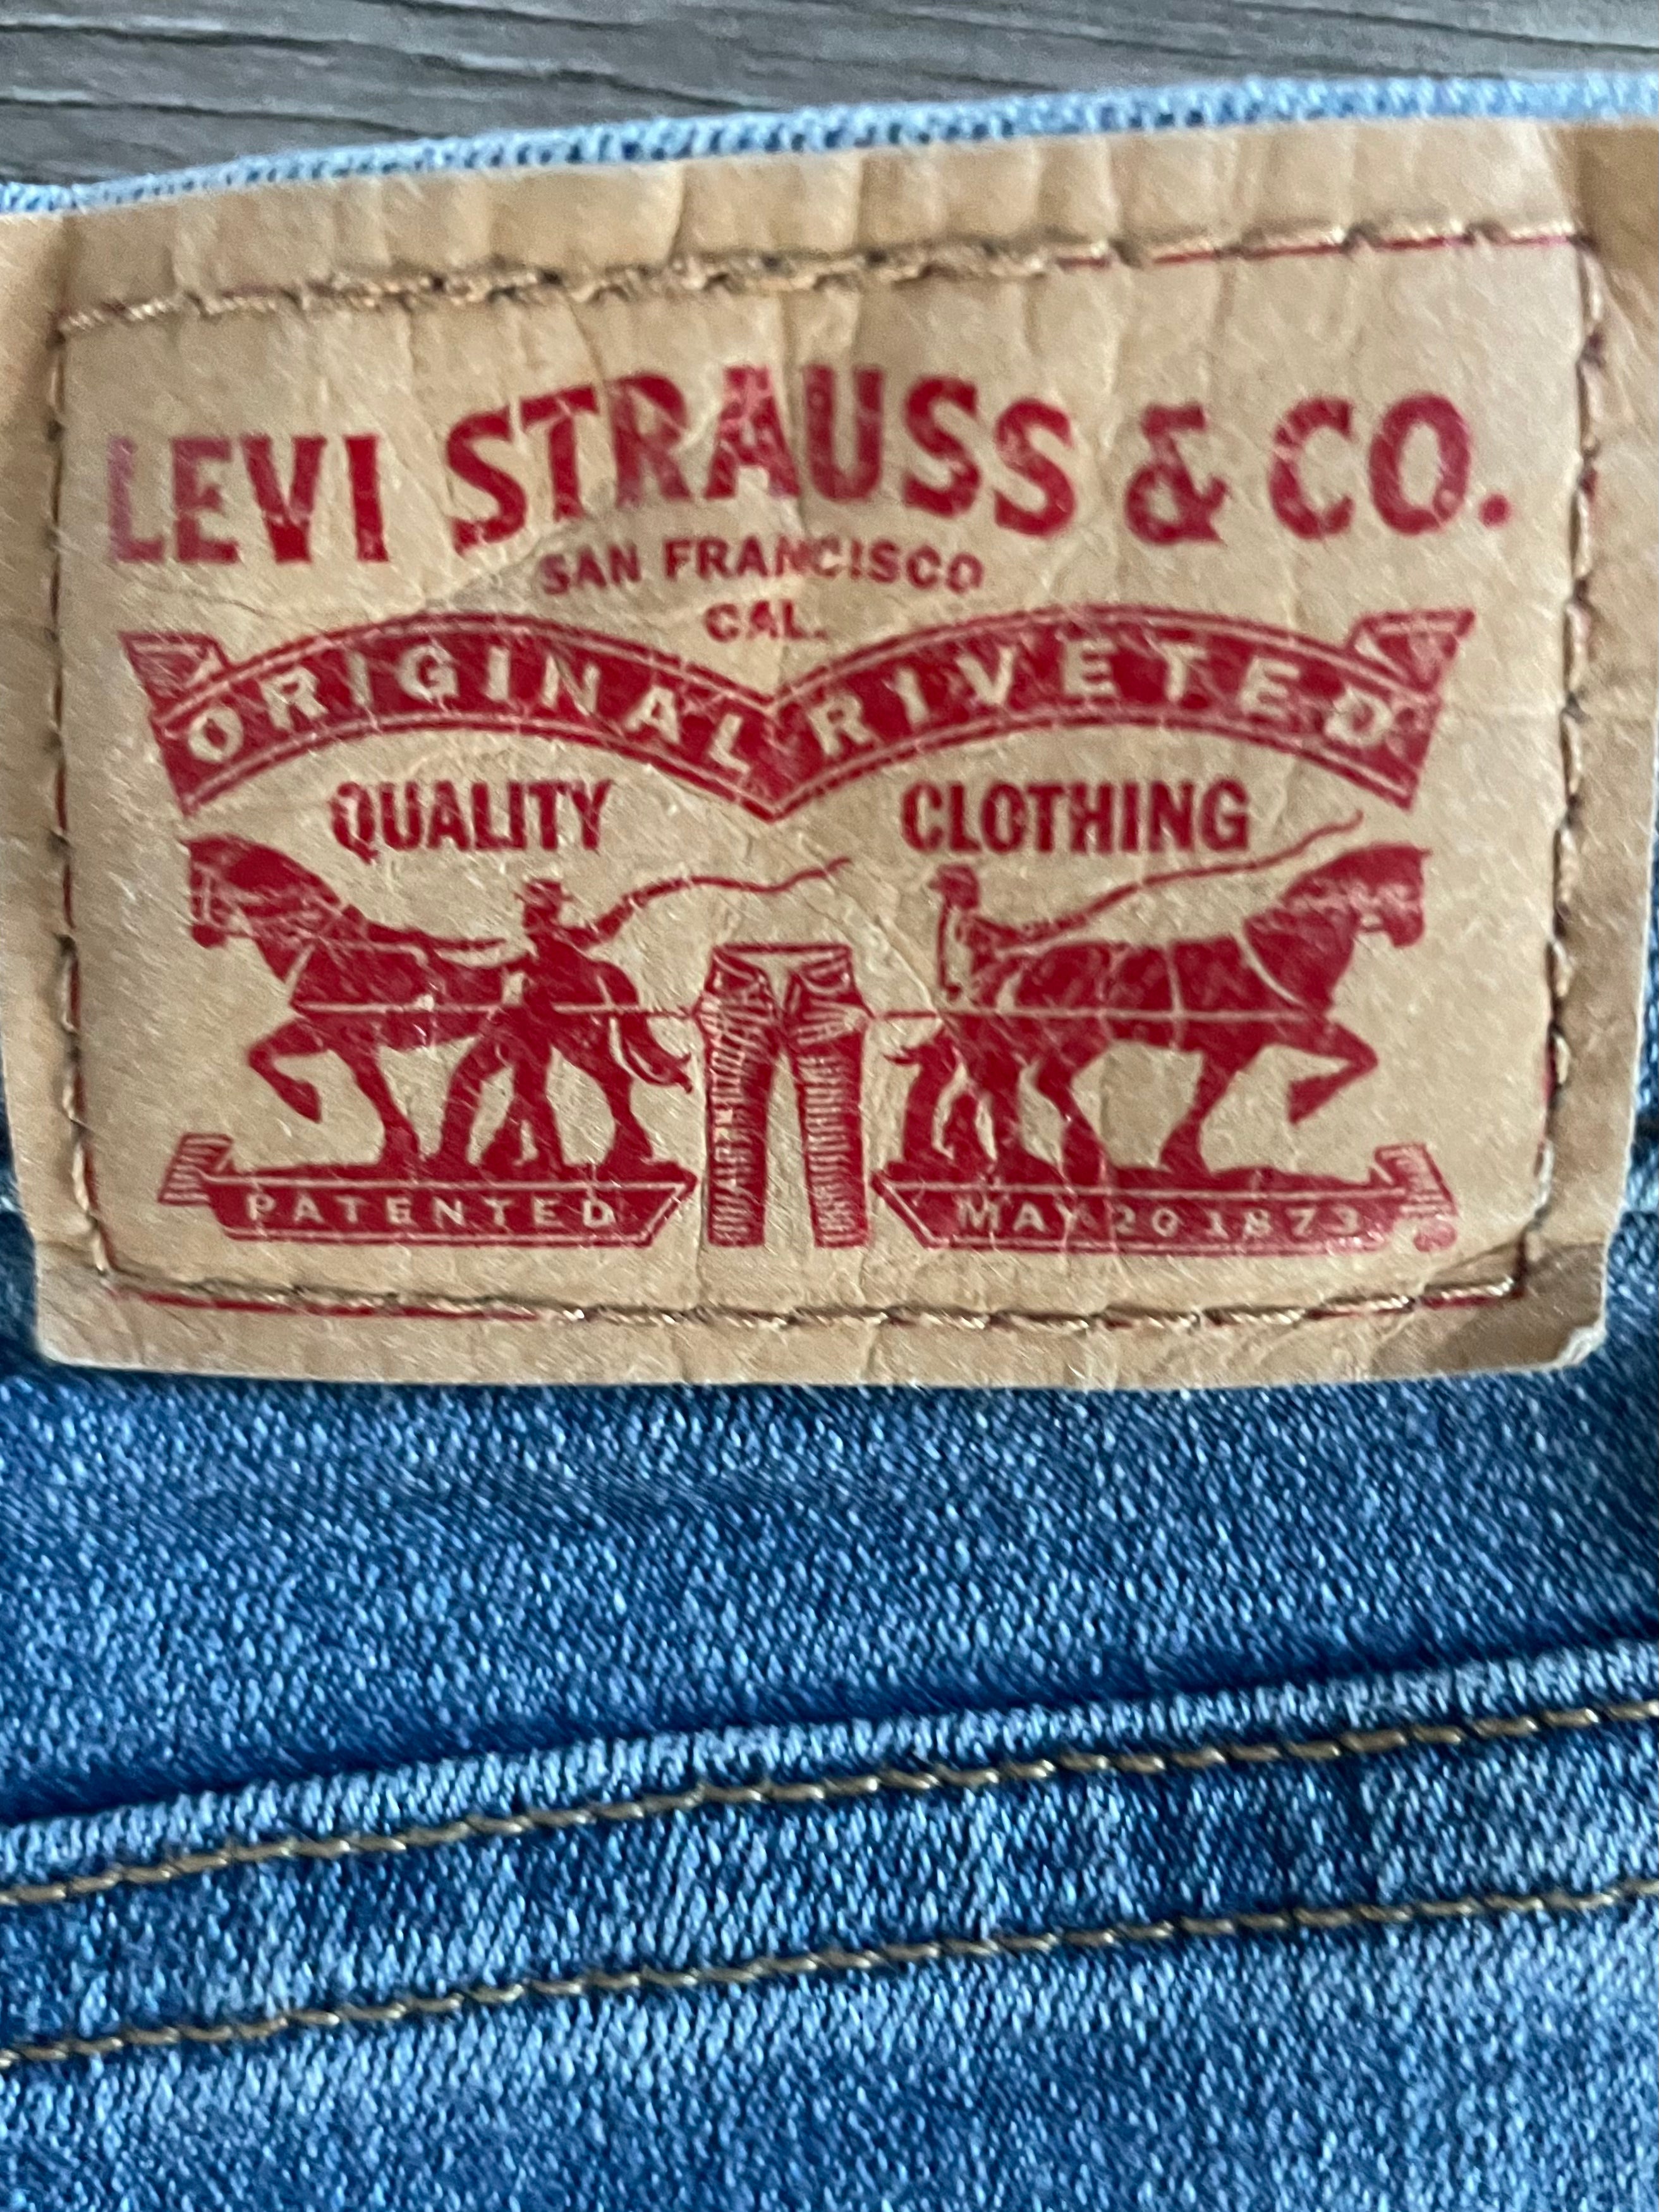 LEVI STRAUSS & CO.
SAN FRANCISCO
CAL.
ORIGINAL RIVETED
QUALITY CLOTHING
PATENTED MAY 20 1873